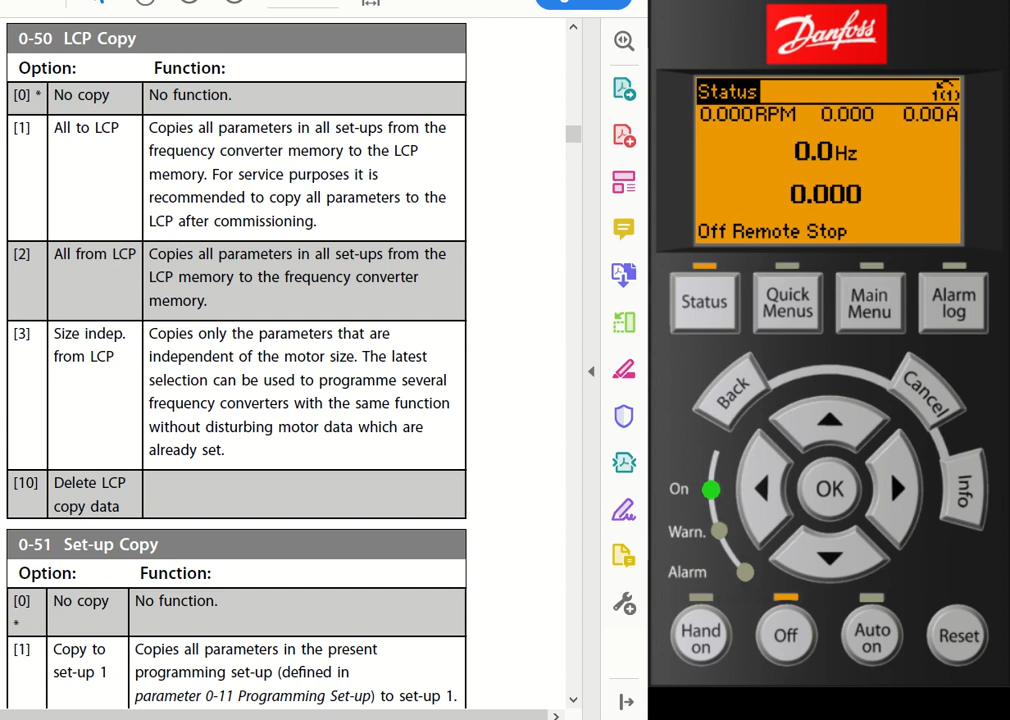 0-50 LCP Copy
Option: Function:
[0] * No copy No function.
[1] All to LCP Copies all parameters in all set-ups from the
frequency converter memory to the LCP
memory. For service purposes it is
recommended to copy all parameters to the
LCP after commissioning.
[2] All from LCP Copies all parameters in all set-ups from the
LCP memory to the frequency converter
memory.
[3] Size indep. Copies only the parameters that are
from LCP independent of the motor size. The latest
selection can be used to programme several
frequency converters with the same function
without disturbing motor data which are
already set.
[10] Delete LCP
copy data
0-51 Set-up Copy
Option: Function:
[0] No copy No function.
*
[1] Copy to Copies all parameters in the present
set-up 1 programming set-up (defined in
parameter 0-11 Programming Set-up) to set-up 1.
Danfoss
Status 1(1)
0.000RPM 0.000 0.00A
0.0Hz
0.000
Off Remote Stop
Status
Quick
Menus
Main
Menu
Alarm
log
Back
Cancel
On
OK
Info
Warn.
Alarm
Hand
on
Off
Auto
on
Reset